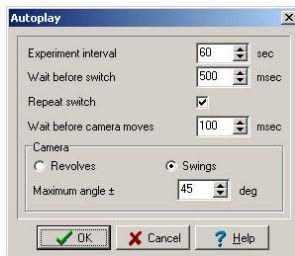 Autoplay
Experiment interval 60 sec
Wait before switch 500 msec
Repeat switch
Wait before camera moves 100 msec
Camera
Revolves Swings
Maximum angle ± 45 deg
OK Cancel ? Help